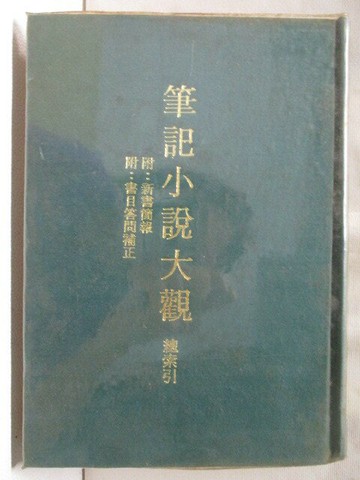 筆記小說大觀 總索引
附：新書簡報
附：書目答問補正